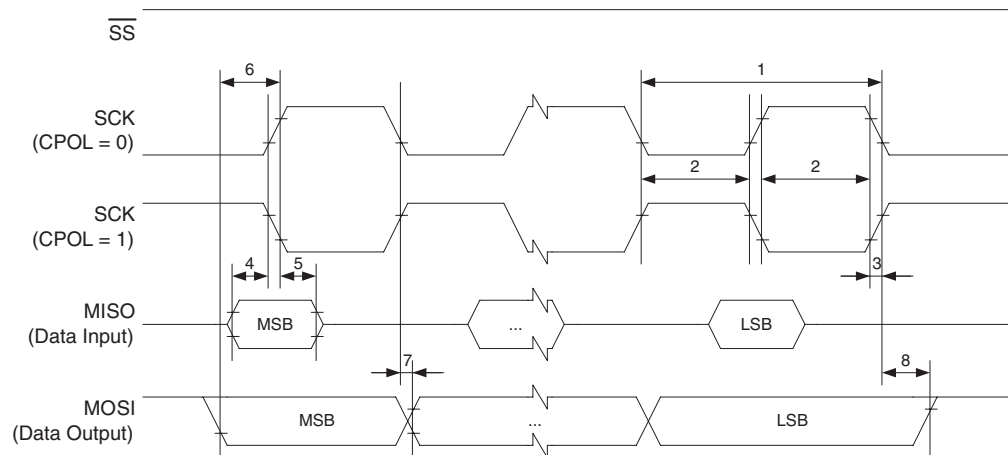 SS
6
1
SCK
(CPOL = 0)
2
2
SCK
(CPOL = 1)
4
5
3
MISO
(Data Input)
MSB
...
LSB
7
8
MOSI
(Data Output)
MSB
...
LSB